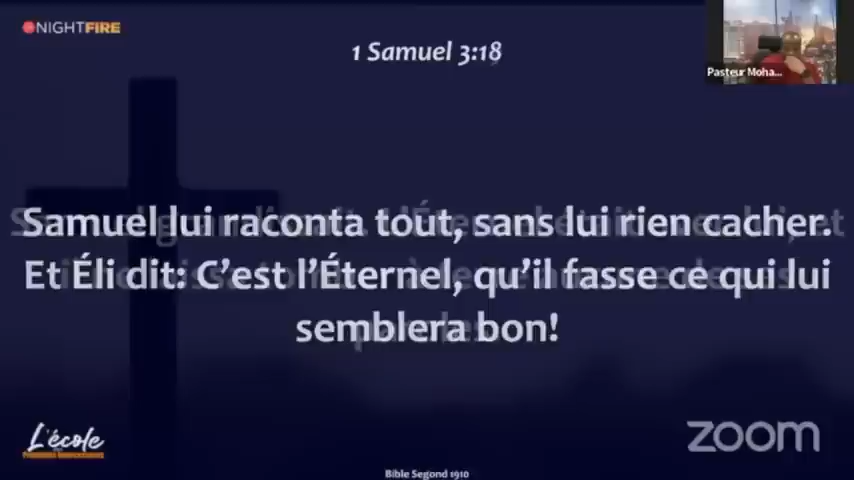 NIGHTFIRE
1 Samuel 3:18
Pasteur Moha...
Samuel lui raconta tout, sans lui rien cacher.
Et Éli dit: C'est l'Éternel, qu'il fasse ce qui lui
semblera bon!
L'école
zoom
Bible Segond 1910